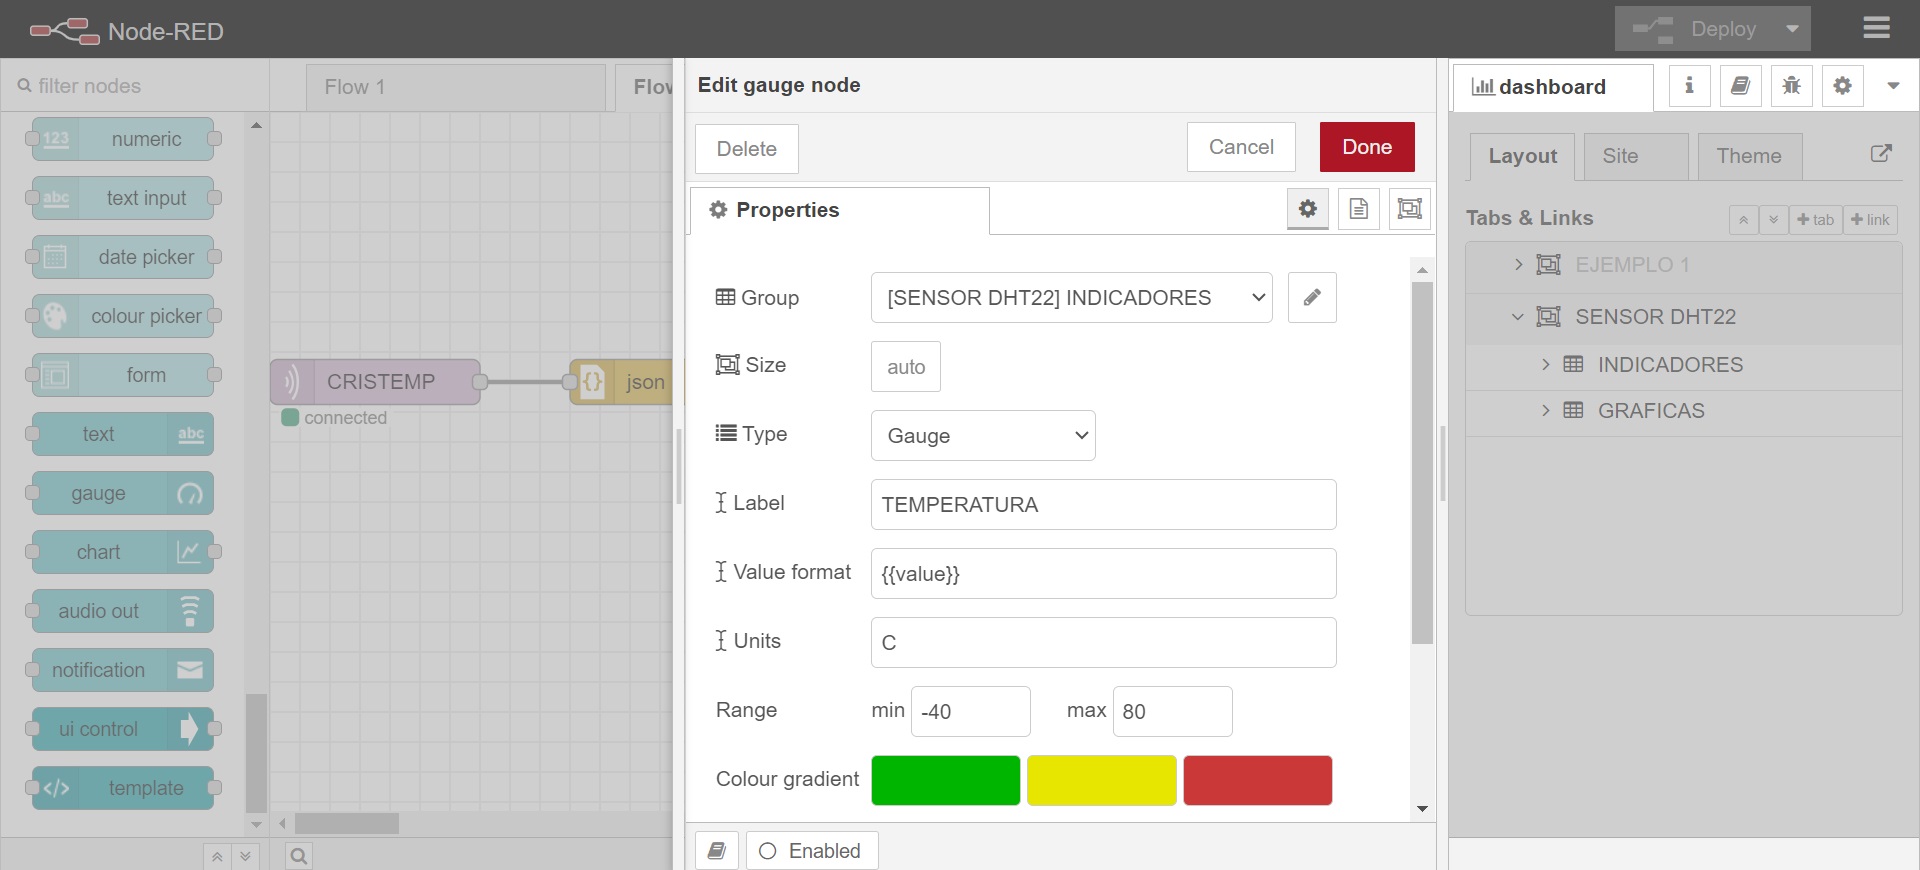 Node-RED
Deploy
filter nodes
Flow 1
Flow
numeric
123
text input
abc
date picker
colour picker
form
text
abc
gauge
chart
audio out
notification
ui control
template
CRISTEMP
connected
json
Edit gauge node
Delete
Cancel
Done
Properties
Group
[SENSOR DHT22] INDICADORES
Size
auto
Type
Gauge
Label
TEMPERATURA
Value format
{{value}}
Units
C
Range
min
-40
max
80
Colour gradient
Enabled
dashboard
Layout
Site
Theme
Tabs & Links
tab
link
EJEMPLO 1
SENSOR DHT22
INDICADORES
GRAFICAS